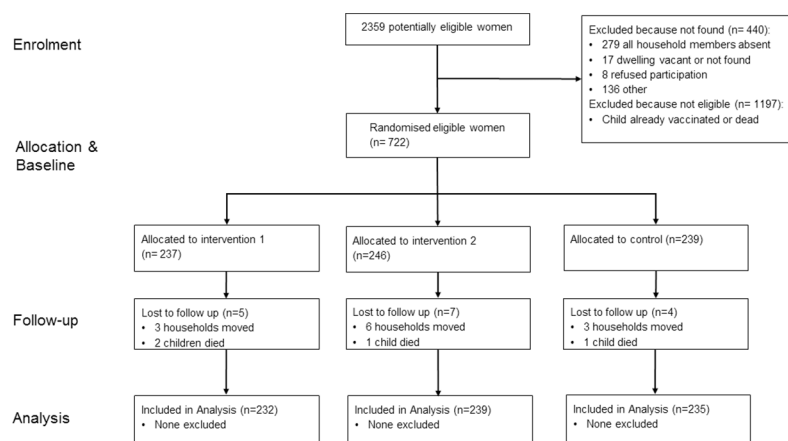 Enrolment
2359 potentially eligible women
Excluded because not found (n= 440):
• 279 all household members absent
• 17 dwelling vacant or not found
• 8 refused participation
• 136 other
Excluded because not eligible (n= 1197):
• Child already vaccinated or dead
Allocation &
Baseline
Randomised eligible women
(n= 722)
Allocated to intervention 1
(n= 237)
Allocated to intervention 2
(n=246)
Allocated to control (n=239)
Follow-up
Lost to follow up (n=5)
• 3 households moved
• 2 children died
Lost to follow up (n=7)
• 6 households moved
• 1 child died
Lost to follow up (n=4)
• 3 households moved
• 1 child died
Analysis
Included in Analysis (n=232)
• None excluded
Included in Analysis (n=239)
• None excluded
Included in Analysis (n=235)
• None excluded